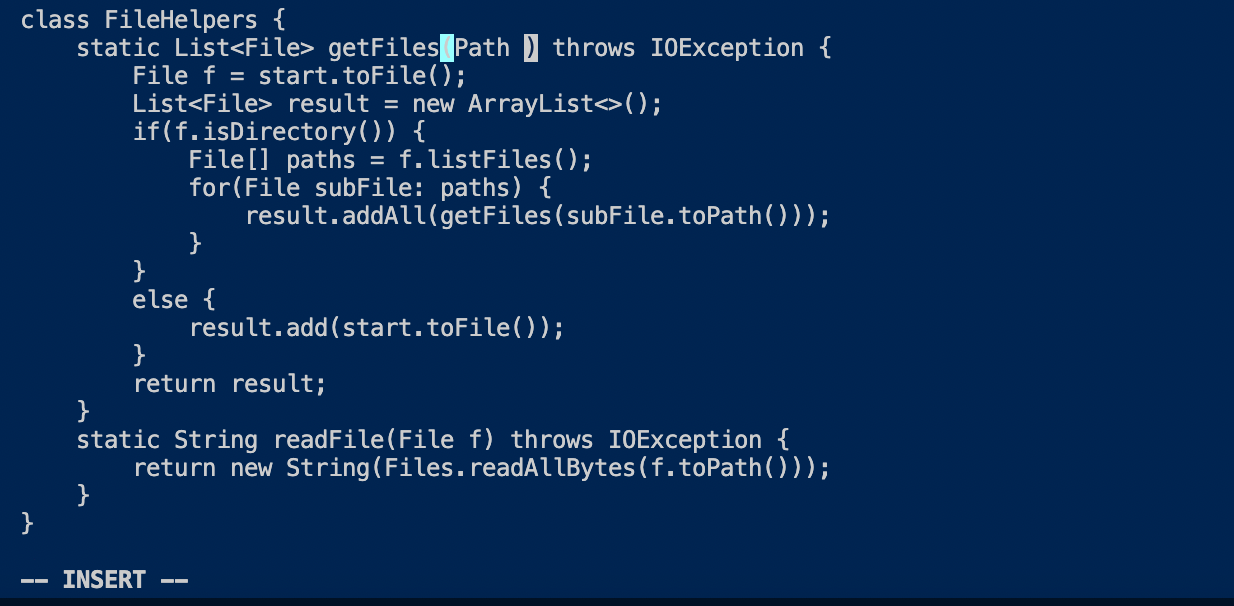 class FileHelpers {
    static List<File> getFiles(Path ) throws IOException {
        File f = start.toFile();
        List<File> result = new ArrayList<>();
        if(f.isDirectory()) {
            File[] paths = f.listFiles();
            for(File subFile: paths) {
                result.addAll(getFiles(subFile.toPath()));
            }
        }
        else {
            result.add(start.toFile());
        }
        return result;
    }
    static String readFile(File f) throws IOException {
        return new String(Files.readAllBytes(f.toPath()));
    }
}
-- INSERT --